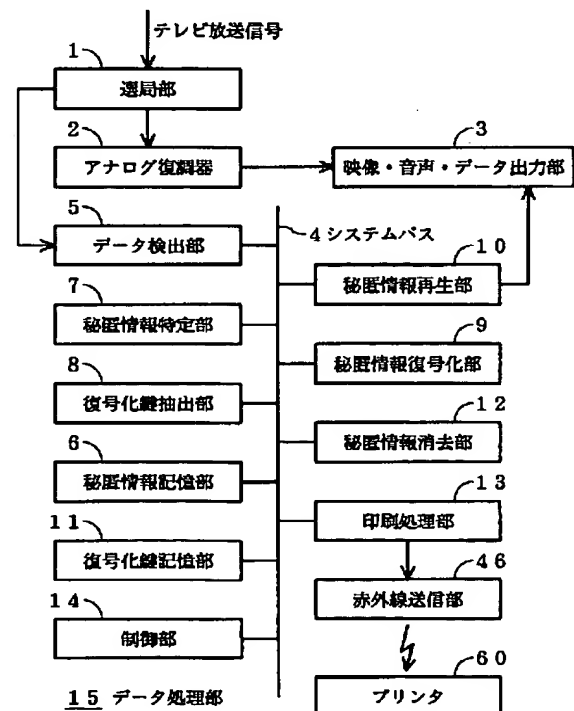 テレビ放送信号
1
選局部
2
アナログ復調器
3
映像・音声・データ出力部
5
データ検出部
4 システムバス
10
秘匿情報再生部
7
秘匿情報特定部
9
秘匿情報復号化部
8
復号化鍵抽出部
12
秘匿情報消去部
6
秘匿情報記憶部
13
印刷処理部
11
復号化鍵記憶部
46
赤外線送信部
14
制御部
60
プリンタ
15 データ処理部